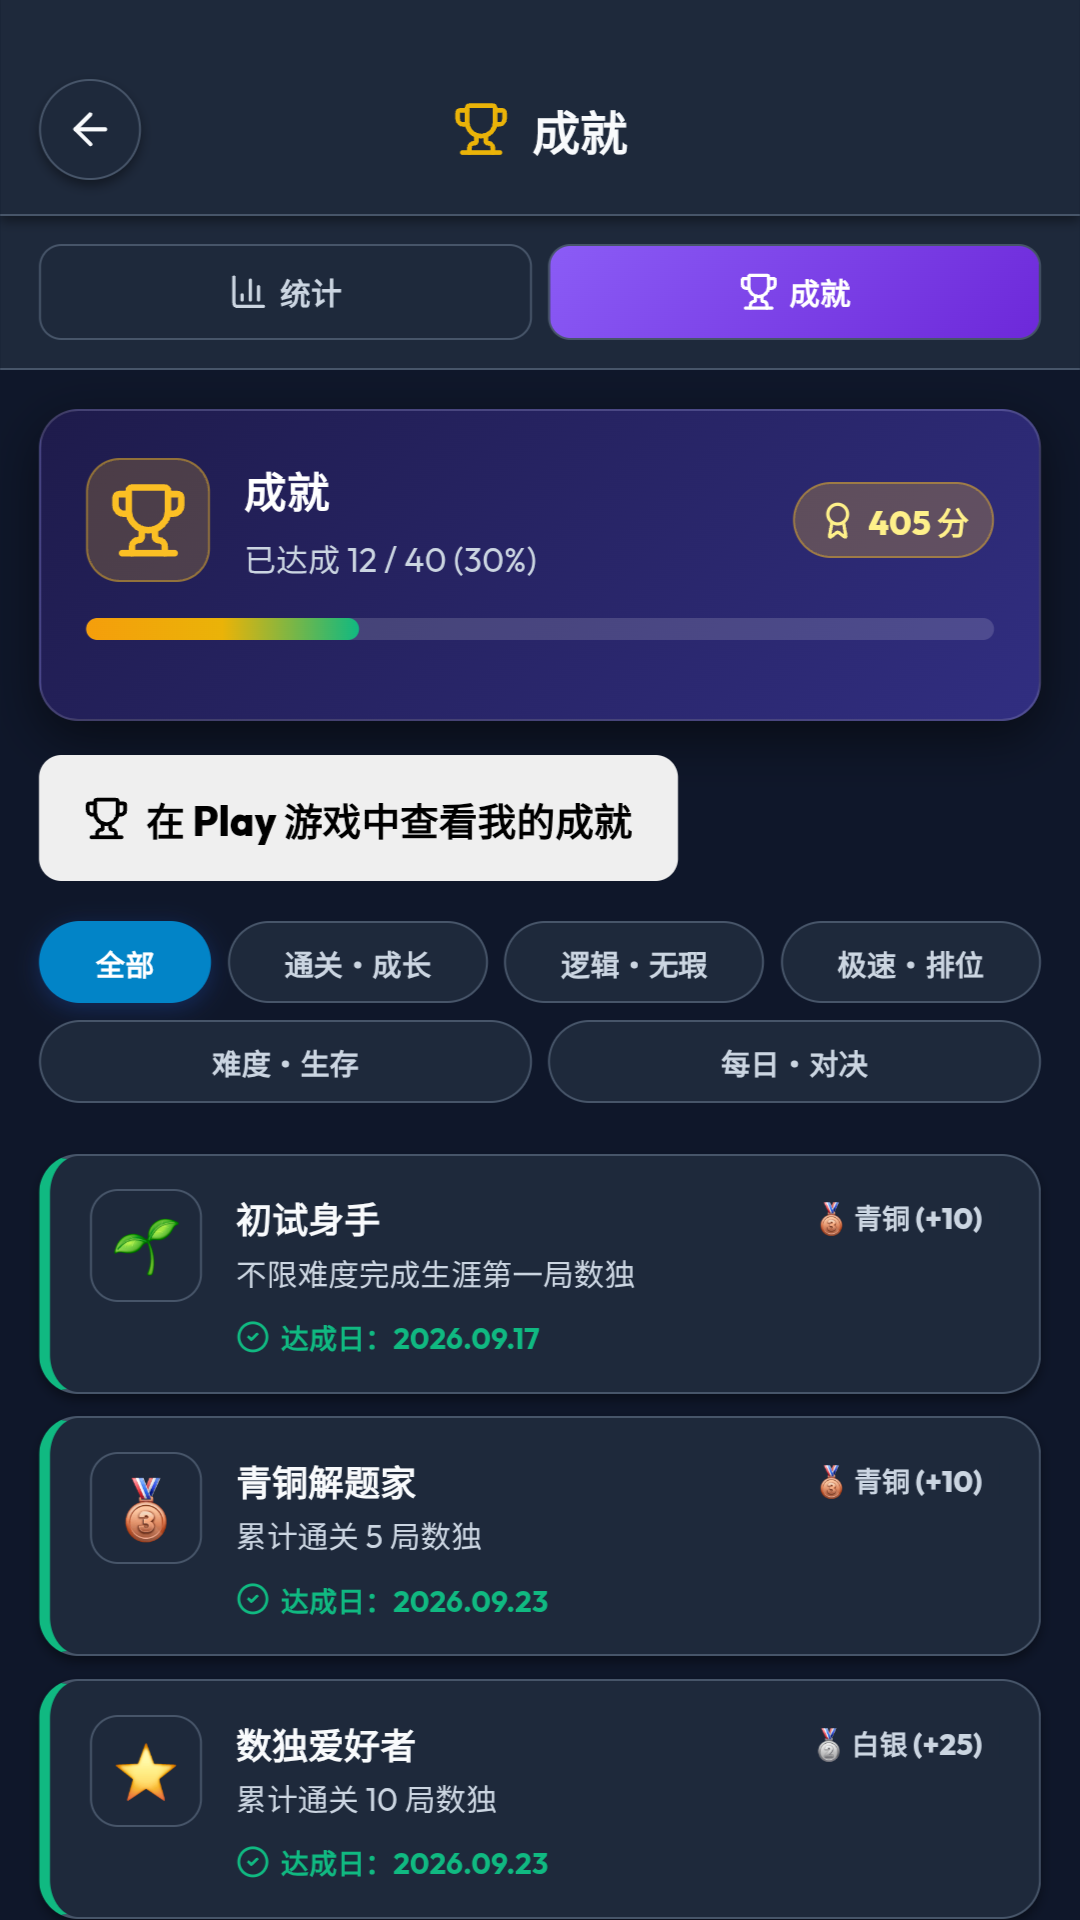 成就
统计
成就
成就
已达成 12 / 40 (30%)
405 分
在 Play 游戏中查看我的成就
全部
通关·成长
逻辑·无瑕
极速·排位
难度·生存
每日·对决
初试身手
青铜 (+10)
不限难度完成生涯第一局数独
达成日：2026.09.17
青铜解题家
青铜 (+10)
累计通关 5 局数独
达成日：2026.09.23
数独爱好者
白银 (+25)
累计通关 10 局数独
达成日：2026.09.23